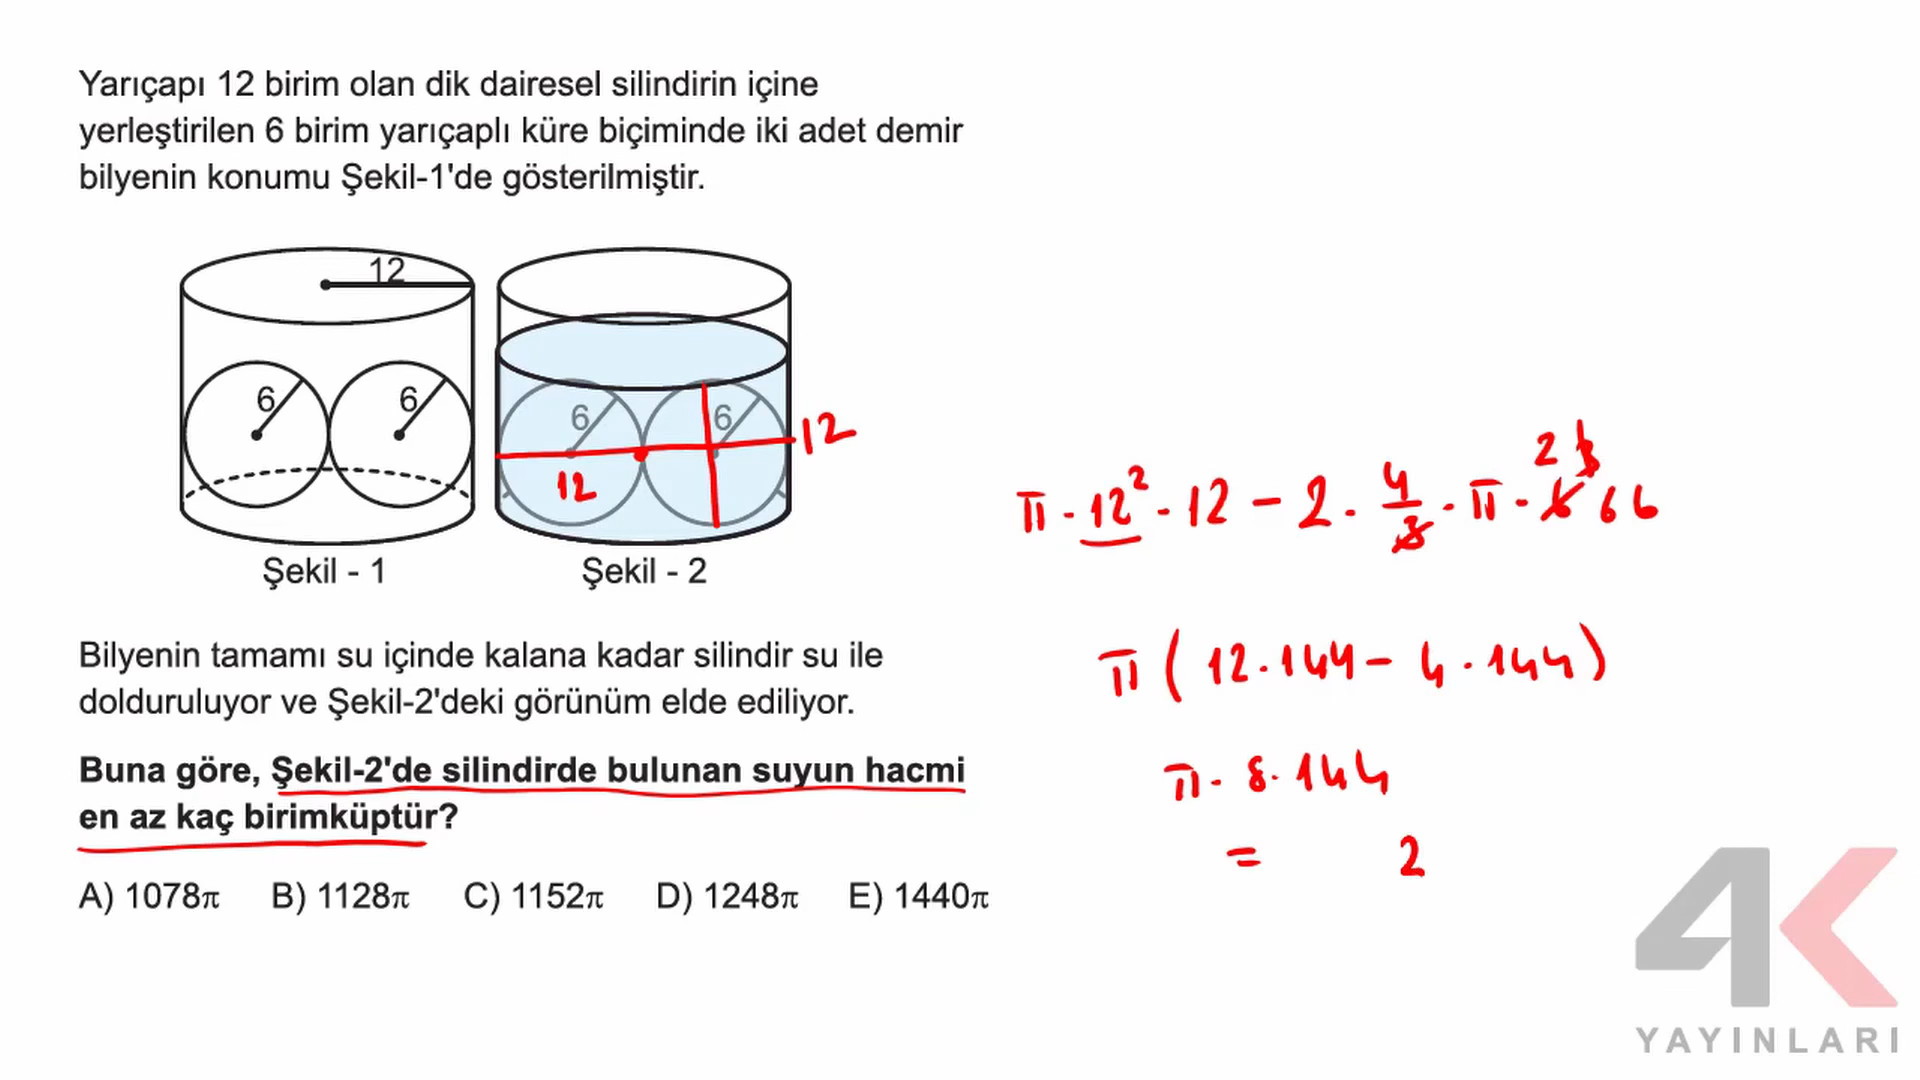 Yarıçapı 12 birim olan dik dairesel silindirin içine
yerleştirilen 6 birim yarıçaplı küre biçiminde iki adet demir
bilyenin konumu Şekil-1'de gösterilmiştir.
12
6 6
6 6
12
12
Şekil - 1 Şekil - 2
Bilyenin tamamı su içinde kalana kadar silindir su ile
dolduruluyor ve Şekil-2'deki görünüm elde ediliyor.
Buna göre, Şekil-2'de silindirde bulunan suyun hacmi
en az kaç birimküptür?
A) 1078π B) 1128π C) 1152π D) 1248π E) 1440π
2
π · 12² · 12 − 2 · 4/3 · π · 6 6 6
π ( 12 · 144 − 4 · 144 )
π · 8 · 144
= 2
4K
YAYINLARI